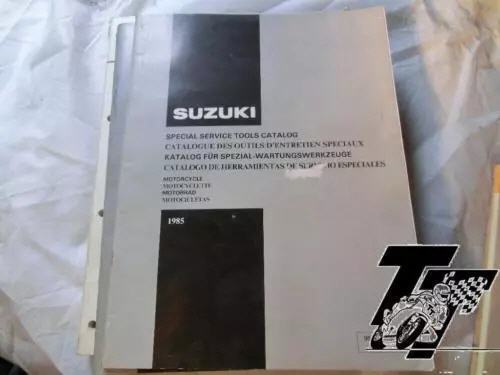 SUZUKI
SPECIAL SERVICE TOOLS CATALOG
CATALOGUE DES OUTILS D'ENTRETIEN SPECIAUX
KATALOG FÜR SPEZIAL-WARTUNGSWERKZEUGE
CATALOGO DE HERRAMIENTAS DE SERVICIO ESPECIALES
MOTORCYCLE
MOTOCYCLETTE
MOTORRAD
MOTOCICLETAS
1985
TT